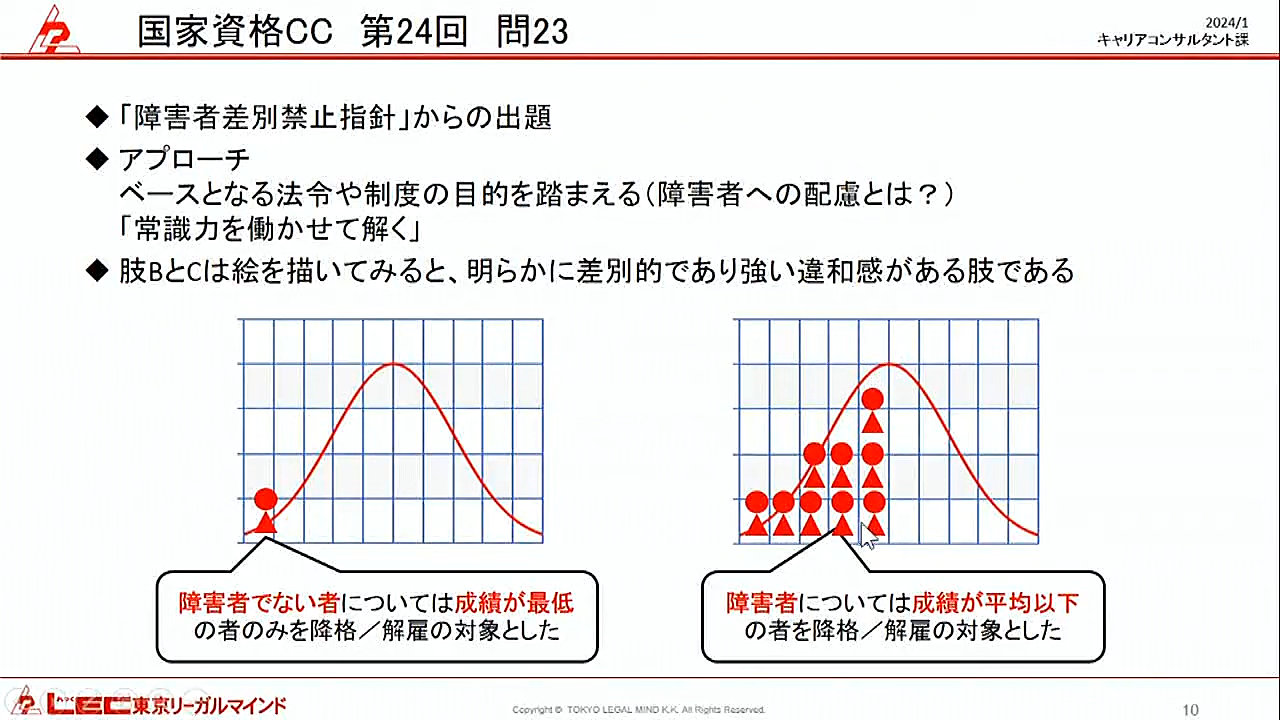 国家資格CC 第24回 問23
2024/1
キャリアコンサルタント課
◆「障害者差別禁止指針」からの出題
◆ アプローチ
ベースとなる法令や制度の目的を踏まえる(障害者への配慮とは?)
「常識力を働かせて解く」
◆ 肢BとCは絵を描いてみると、明らかに差別的であり強い違和感がある肢である
障害者でない者については成績が最低
の者のみを降格/解雇の対象とした
障害者については成績が平均以下
の者を降格/解雇の対象とした
LEC東京リーガルマインド
Copyright © TOKYO LEGAL MIND K.K. All Rights Reserved.
10